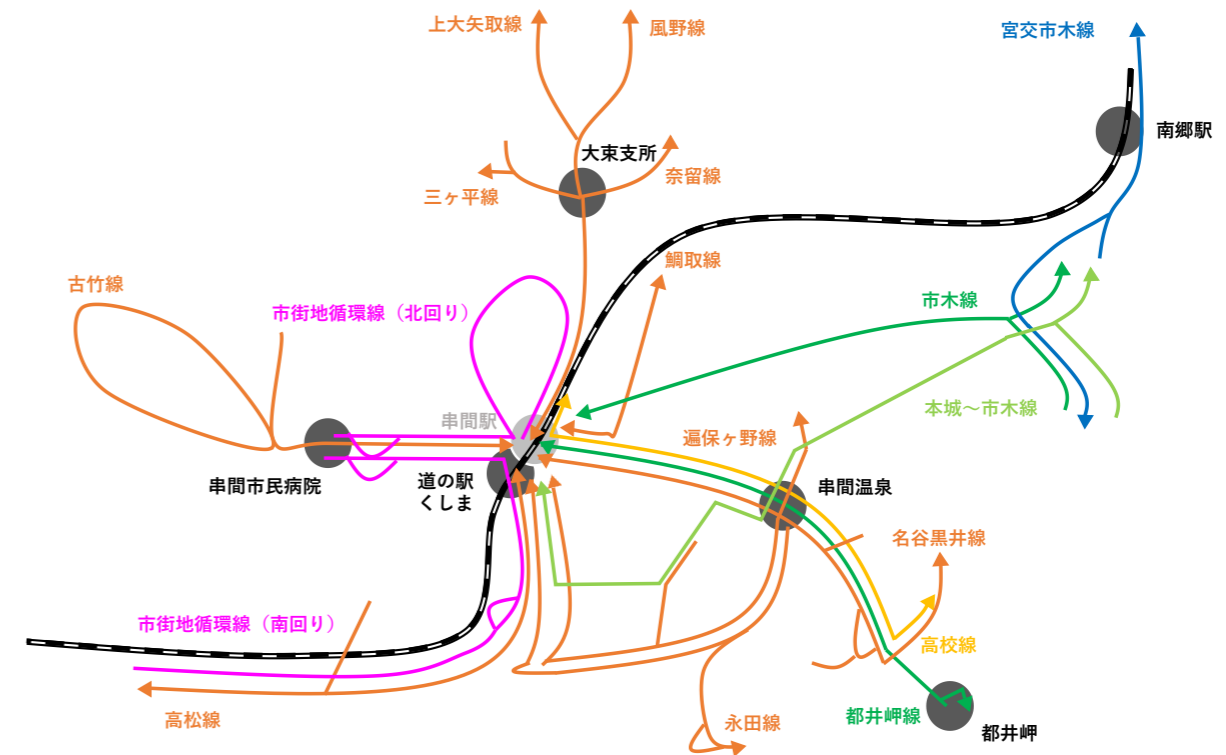 上大矢取線
風野線
宮交市木線
南郷駅
大束支所
奈留線
三ヶ平線
鯛取線
古竹線
市街地循環線（北回り）
市木線
串間駅
本城～市木線
遍保ヶ野線
串間市民病院
道の駅
くしま
串間温泉
名谷黒井線
市街地循環線（南回り）
高校線
高松線
永田線
都井岬線
都井岬